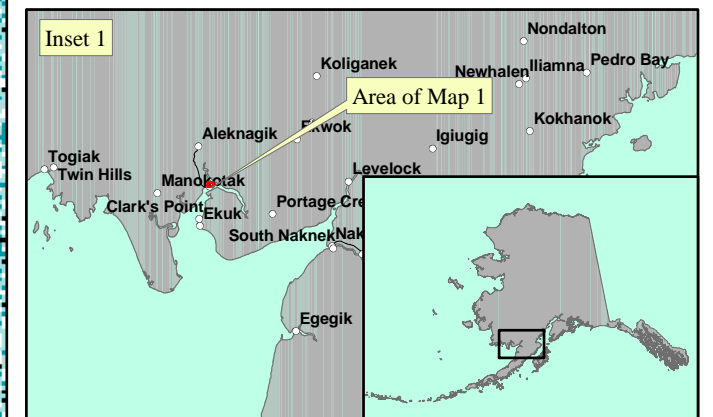 Inset 1
Nondalton
Koliganek
Newhalen
Iliamna
Pedro Bay
Area of Map 1
Aleknagik
Igiugig
Kokhanok
Togiak
Twin Hills
Manokotak
Levelock
Clark's Point
Ekuk
Portage Cre
South Naknek
Nak
Egegik